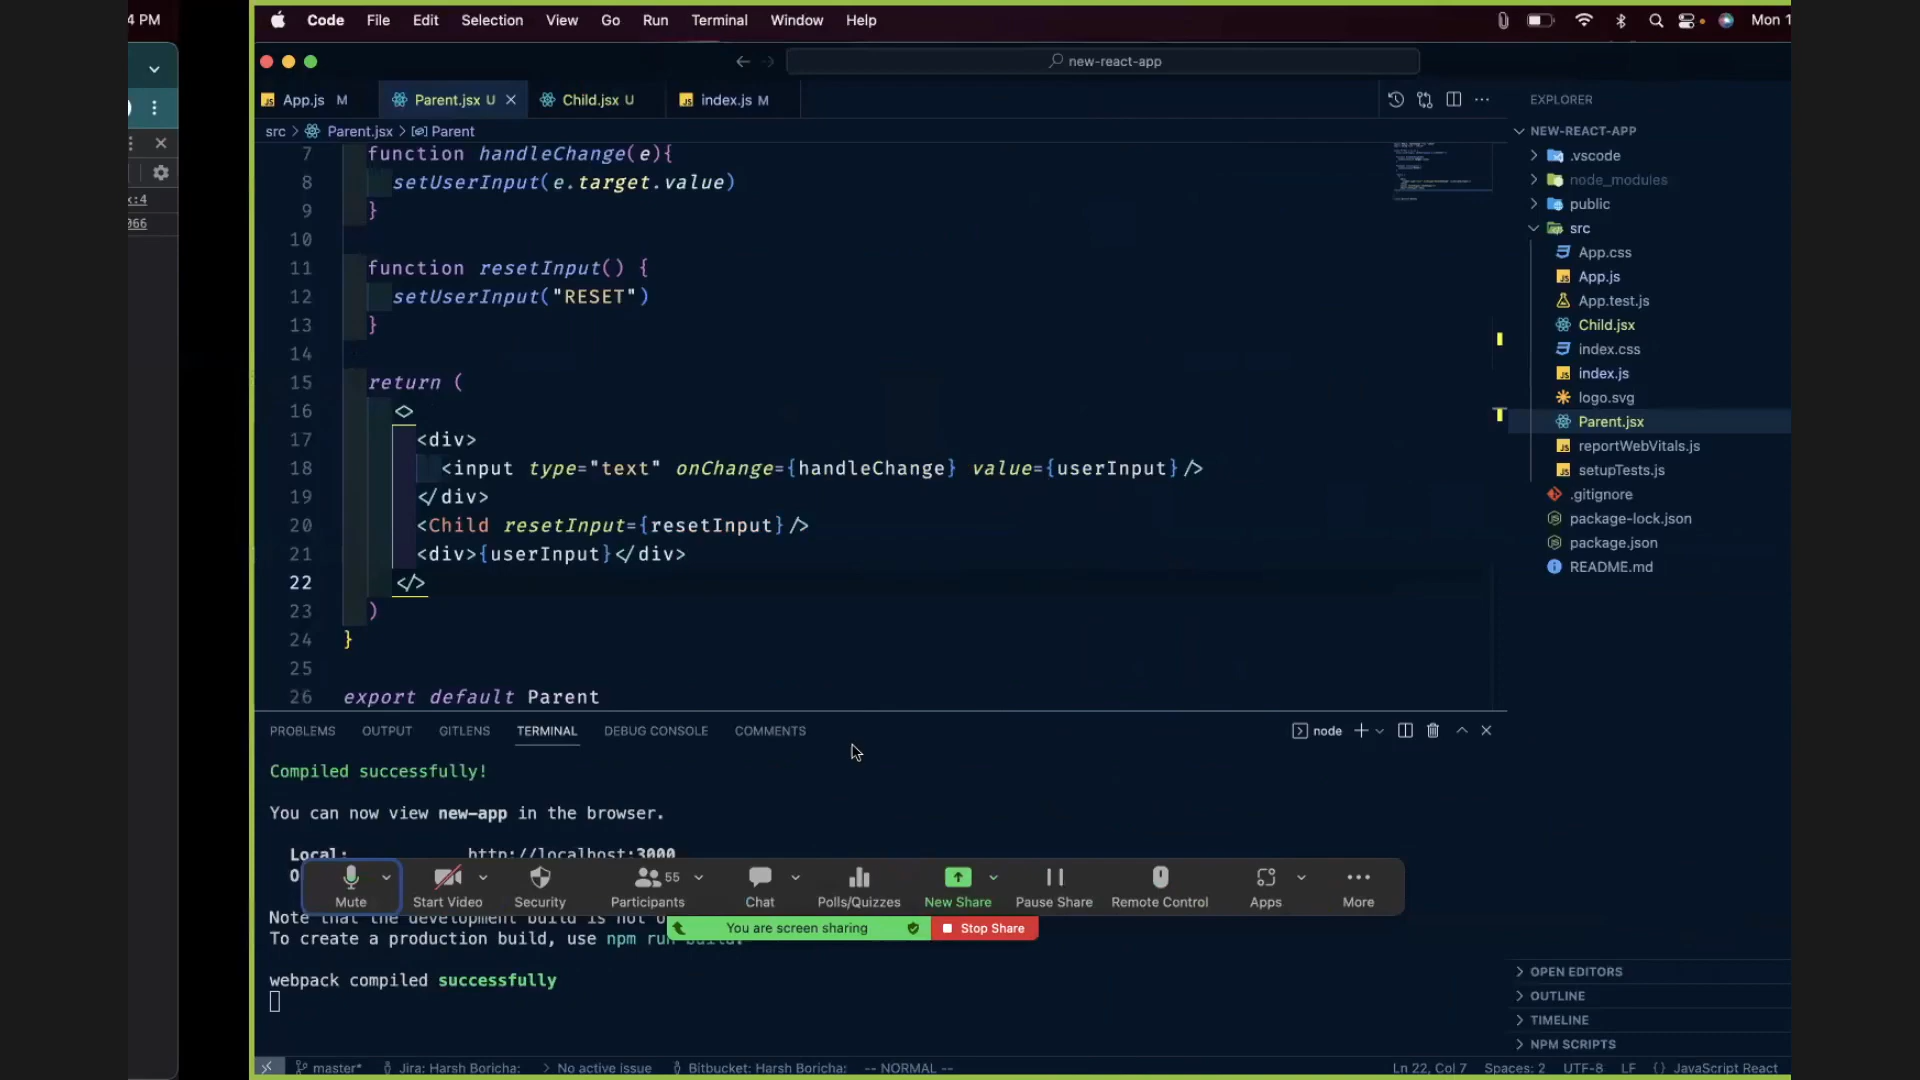 4 PM
Code File Edit Selection View Go Run Terminal Window Help
Mon 1
new-react-app
App.js M
Parent.jsx U
Child.jsx U
index.js M
src > Parent.jsx > Parent
7 function handleChange(e){
8 setUserInput(e.target.value)
9 }
10
11 function resetInput() {
12 setUserInput("RESET")
13 }
14
15 return (
16 <>
17 <div>
18 <input type="text" onChange={handleChange} value={userInput}/>
19 </div>
20 <Child resetInput={resetInput}/>
21 <div>{userInput}</div>
22 </>
23 )
24 }
25
26 export default Parent
x:4
066
EXPLORER
NEW-REACT-APP
.vscode
node_modules
public
src
App.css
App.js
App.test.js
Child.jsx
index.css
index.js
logo.svg
Parent.jsx
reportWebVitals.js
setupTests.js
.gitignore
package-lock.json
package.json
README.md
OPEN EDITORS
OUTLINE
TIMELINE
NPM SCRIPTS
PROBLEMS OUTPUT GITLENS TERMINAL DEBUG CONSOLE COMMENTS
node
Compiled successfully!
You can now view new-app in the browser.
Local: http://localhost:3000
O
Note that the development build is not o
To create a production build, use npm run build.
webpack compiled successfully
Mute
Start Video
Security
Participants 55
Chat
Polls/Quizzes
New Share
Pause Share
Remote Control
Apps
More
You are screen sharing
Stop Share
master* Jira: Harsh Boricha: > No active issue Bitbucket: Harsh Boricha: -- NORMAL --
Ln 22, Col 7 Spaces: 2 UTF-8 LF {} JavaScript React